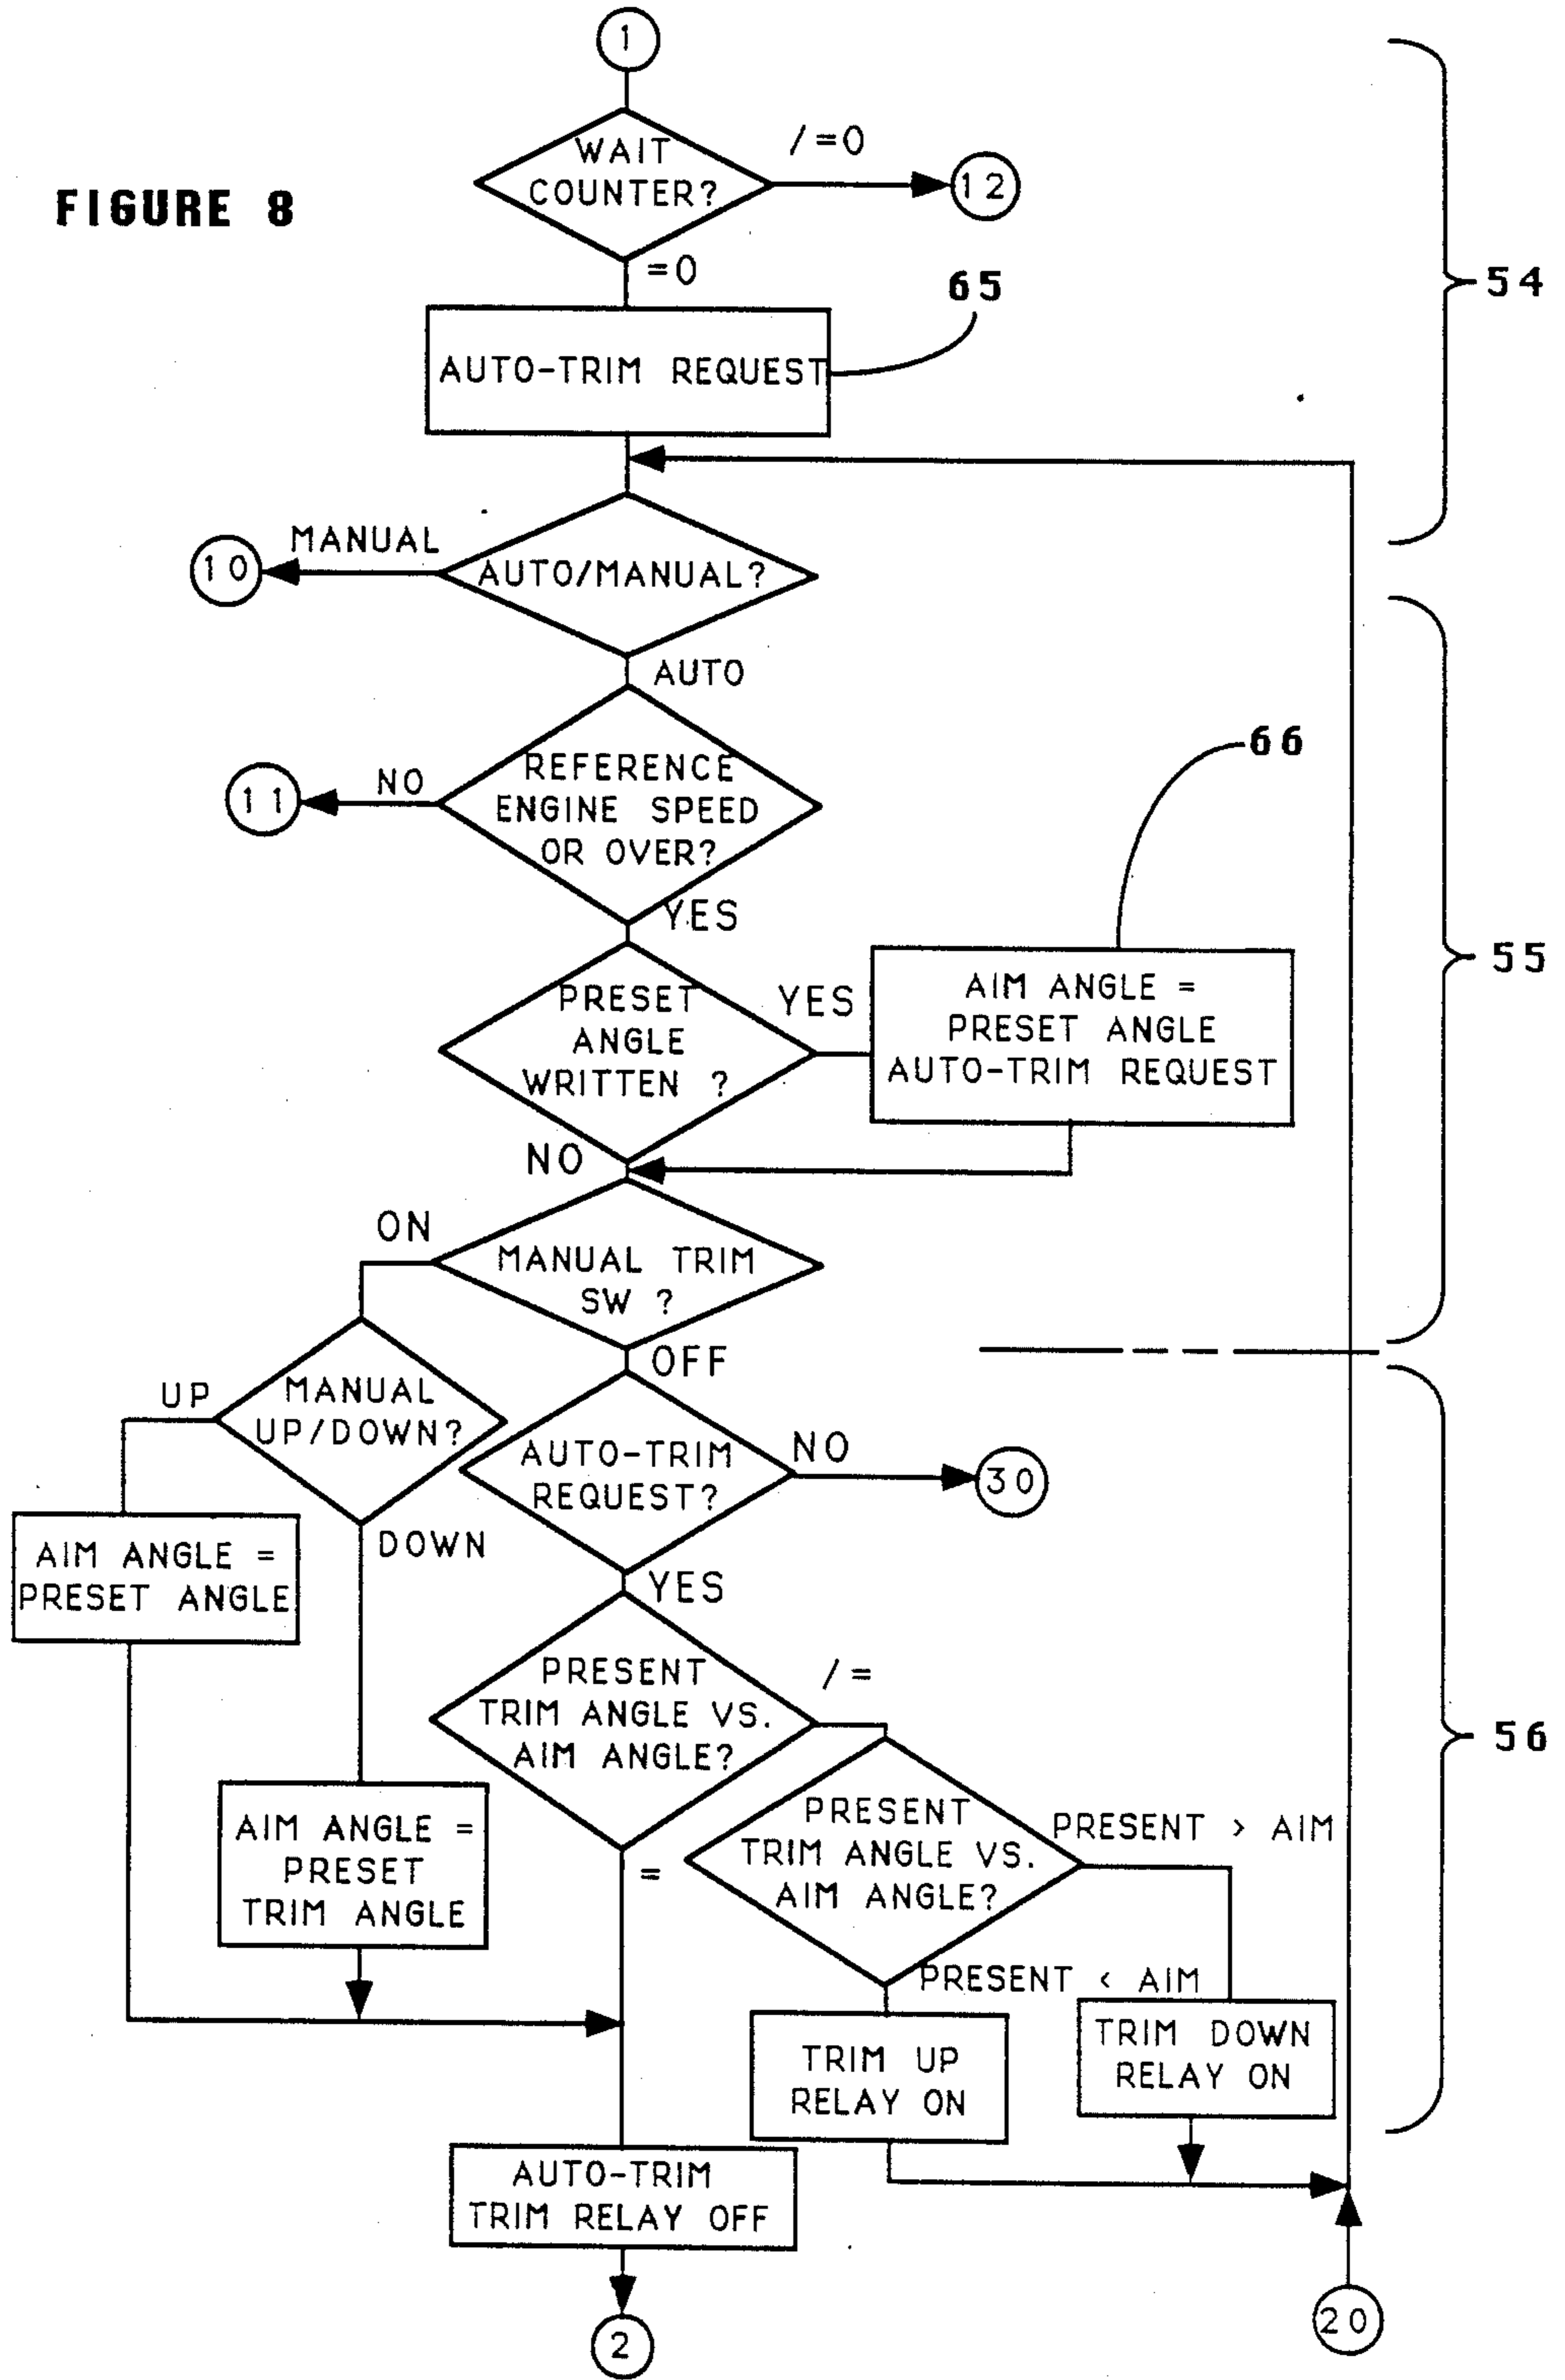 1
WAIT
COUNTER?
/=0
12
FIGURE 8
=0
65
54
AUTO-TRIM REQUEST
MANUAL
10
AUTO/MANUAL?
AUTO
66
REFERENCE
ENGINE SPEED
OR OVER?
NO
11
YES
55
PRESET
ANGLE
WRITTEN ?
YES
AIM ANGLE =
PRESET ANGLE
AUTO-TRIM REQUEST
NO
ON
MANUAL TRIM
SW ?
OFF
UP
MANUAL
UP/DOWN?
AUTO-TRIM
REQUEST?
NO
30
DOWN
AIM ANGLE =
PRESET ANGLE
YES
PRESENT
TRIM ANGLE VS.
AIM ANGLE?
/=
56
PRESENT
TRIM ANGLE VS.
AIM ANGLE?
PRESENT > AIM
AIM ANGLE =
PRESET
TRIM ANGLE
=
PRESENT < AIM
TRIM UP
RELAY ON
TRIM DOWN
RELAY ON
AUTO-TRIM
TRIM RELAY OFF
2
20